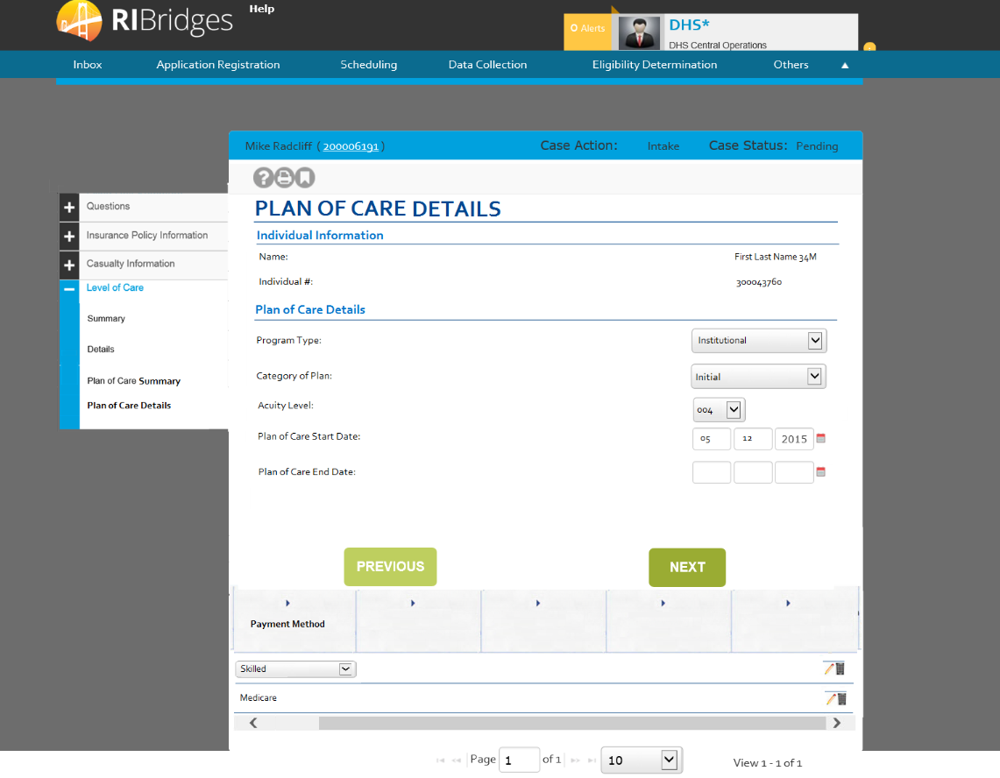 Help
RIBridges
0 Alerts
DHS*
DHS Central Operations
Inbox Application Registration Scheduling Data Collection Eligibility Determination Others
Mike Radcliff ( 200006191 ) Case Action: Intake Case Status: Pending
Questions
Insurance Policy Information
Casualty Information
Level of Care
Summary
Details
Plan of Care Summary
Plan of Care Details
PLAN OF CARE DETAILS
Individual Information
Name: First Last Name 34M
Individual #: 300043760
Plan of Care Details
Program Type: Institutional
Category of Plan: Initial
Acuity Level: 004
Plan of Care Start Date: 05 12 2015
Plan of Care End Date:
PREVIOUS NEXT
Payment Method
Skilled
Medicare
Page 1 of 1 10 View 1 - 1 of 1